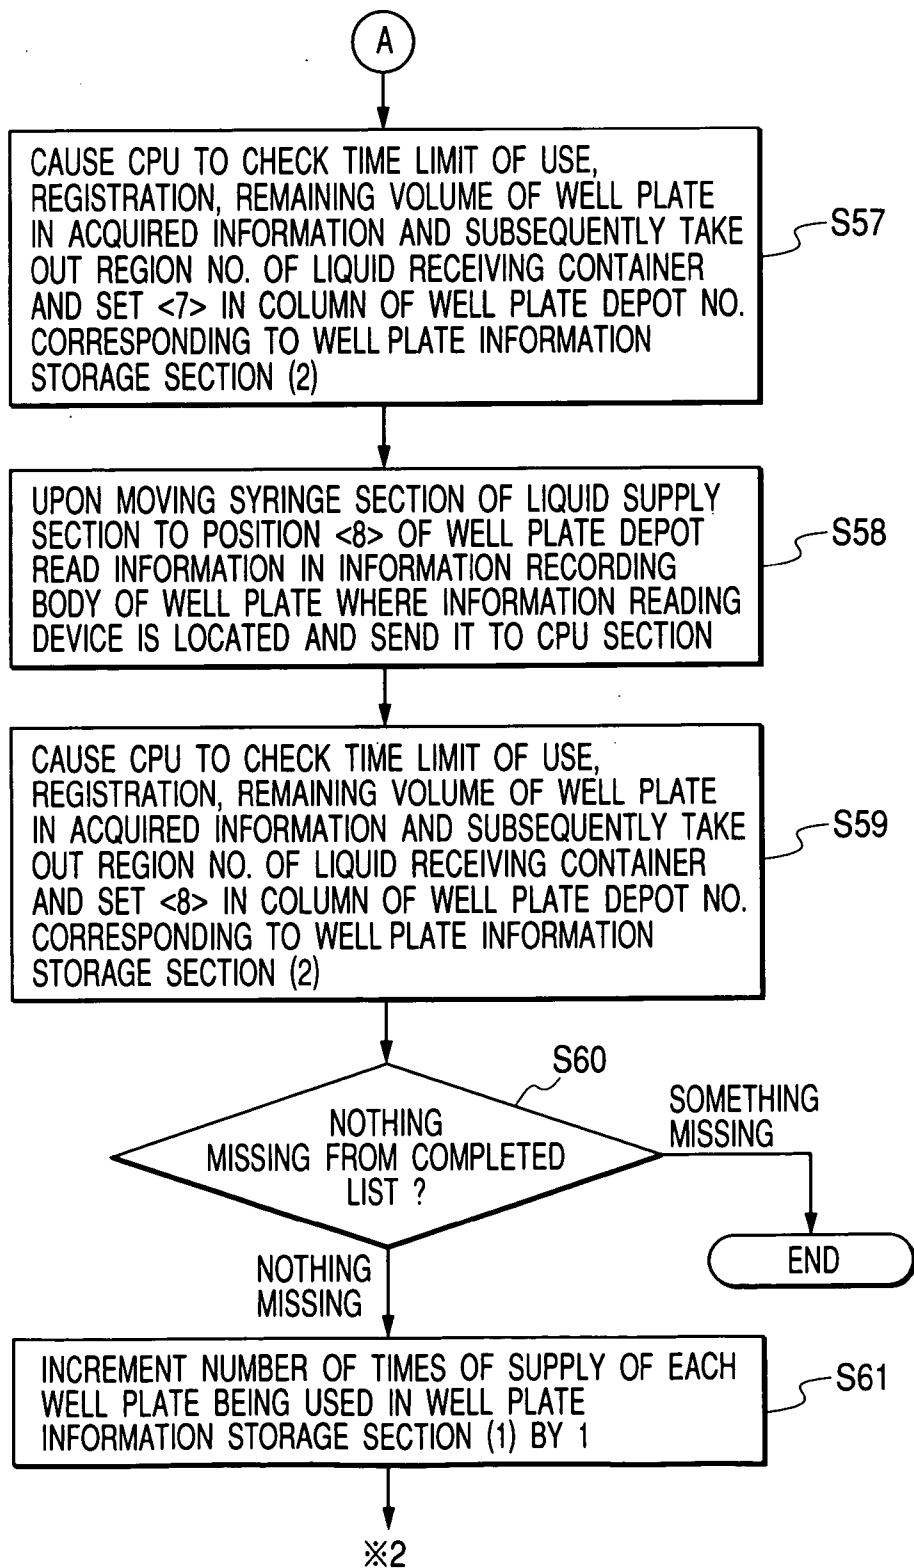 A
CAUSE CPU TO CHECK TIME LIMIT OF USE,
REGISTRATION, REMAINING VOLUME OF WELL PLATE
IN ACQUIRED INFORMATION AND SUBSEQUENTLY TAKE
OUT REGION NO. OF LIQUID RECEIVING CONTAINER
AND SET <7> IN COLUMN OF WELL PLATE DEPOT NO.
CORRESPONDING TO WELL PLATE INFORMATION
STORAGE SECTION (2)
S57
UPON MOVING SYRINGE SECTION OF LIQUID SUPPLY
SECTION TO POSITION <8> OF WELL PLATE DEPOT
READ INFORMATION IN INFORMATION RECORDING
BODY OF WELL PLATE WHERE INFORMATION READING
DEVICE IS LOCATED AND SEND IT TO CPU SECTION
S58
CAUSE CPU TO CHECK TIME LIMIT OF USE,
REGISTRATION, REMAINING VOLUME OF WELL PLATE
IN ACQUIRED INFORMATION AND SUBSEQUENTLY TAKE
OUT REGION NO. OF LIQUID RECEIVING CONTAINER
AND SET <8> IN COLUMN OF WELL PLATE DEPOT NO.
CORRESPONDING TO WELL PLATE INFORMATION
STORAGE SECTION (2)
S59
S60
NOTHING
MISSING FROM COMPLETED
LIST ?
SOMETHING
MISSING
END
NOTHING
MISSING
INCREMENT NUMBER OF TIMES OF SUPPLY OF EACH
WELL PLATE BEING USED IN WELL PLATE
INFORMATION STORAGE SECTION (1) BY 1
S61
※2